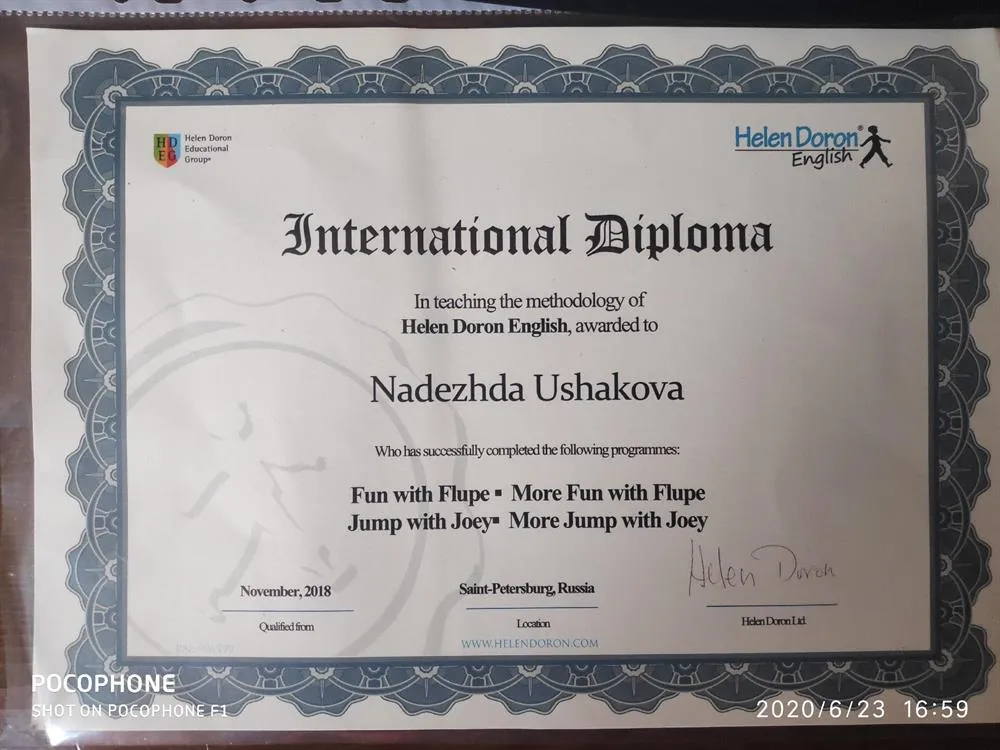 HD
EG
Helen Doron
Educational
Group®
Helen Doron®
English
International Diploma
In teaching the methodology of
Helen Doron English, awarded to
Nadezhda Ushakova
Who has successfully completed the following programmes:
Fun with Flupe ▪ More Fun with Flupe
Jump with Joey▪ More Jump with Joey
Helen Doron
November, 2018
Saint-Petersburg, Russia
Qualified from
Location
Helen Doron Ltd.
WWW.HELENDORON.COM
POCOPHONE
SHOT ON POCOPHONE F1
2020/6/23 16:59